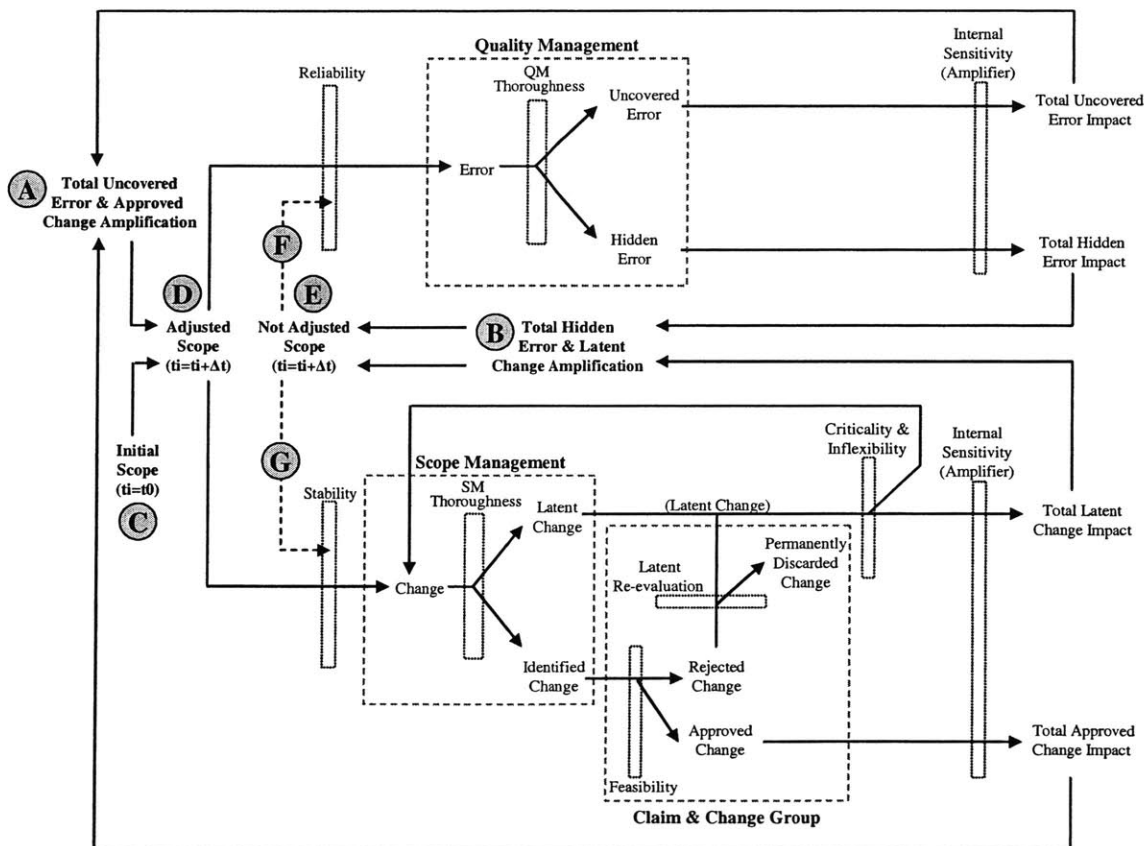 Quality Management
Internal
Sensitivity
(Amplifier)
Reliability
QM
Thoroughness
Uncovered
Error
Total Uncovered
Error Impact
Error
A
Total Uncovered
Error & Approved
Change Amplification
Hidden
Error
Total Hidden
Error Impact
F
D
E
Adjusted
Scope
(ti=ti+Δt)
Not Adjusted
Scope
(ti=ti+Δt)
B
Total Hidden
Error & Latent
Change Amplification
Initial
Scope
(ti=t0)
C
G
Criticality &
Inflexibility
Internal
Sensitivity
(Amplifier)
Scope Management
Stability
SM
Thoroughness
Latent
Change
(Latent Change)
Total Latent
Change Impact
Permanently
Discarded
Change
Latent
Re-evaluation
Change
Identified
Change
Rejected
Change
Approved
Change
Total Approved
Change Impact
Feasibility
Claim & Change Group